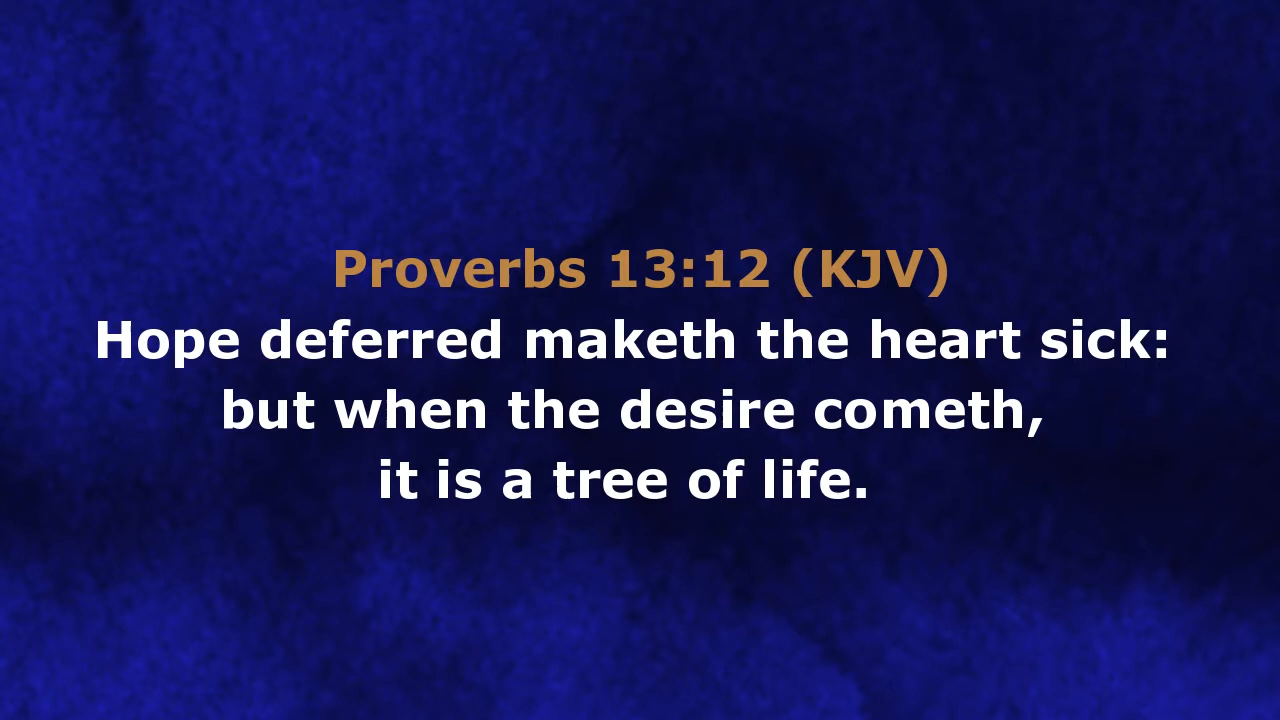 Proverbs 13:12 (KJV)
Hope deferred maketh the heart sick:
but when the desire cometh,
it is a tree of life.